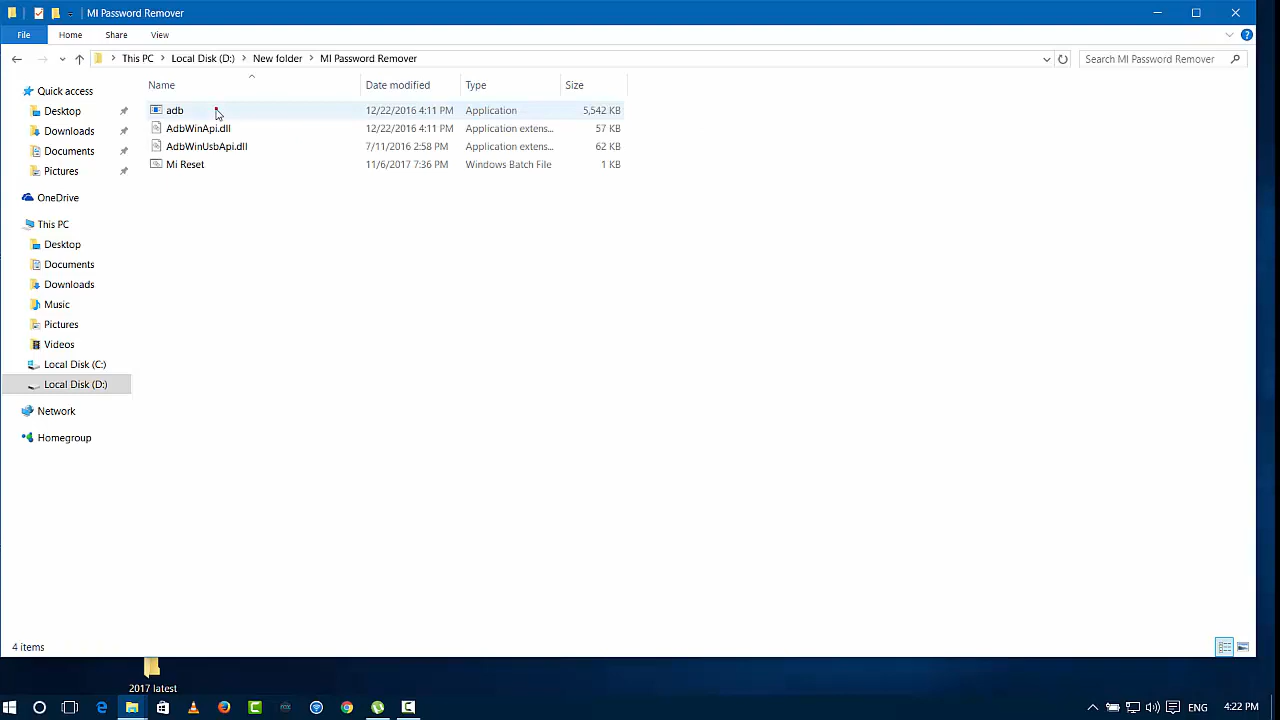 MI Password Remover
File Home Share View
This PC Local Disk (D:) New folder MI Password Remover Search MI Password Remover
Name Date modified Type Size
Quick access
Desktop
Downloads
Documents
Pictures
OneDrive
This PC
Desktop
Documents
Downloads
Music
Pictures
Videos
Local Disk (C:)
Local Disk (D:)
Network
Homegroup
adb 12/22/2016 4:11 PM Application 5,542 KB
AdbWinApi.dll 12/22/2016 4:11 PM Application extens... 57 KB
AdbWinUsbApi.dll 7/11/2016 2:58 PM Application extens... 62 KB
Mi Reset 11/6/2017 7:36 PM Windows Batch File 1 KB
4 items
2017 latest
ENG 4:22 PM